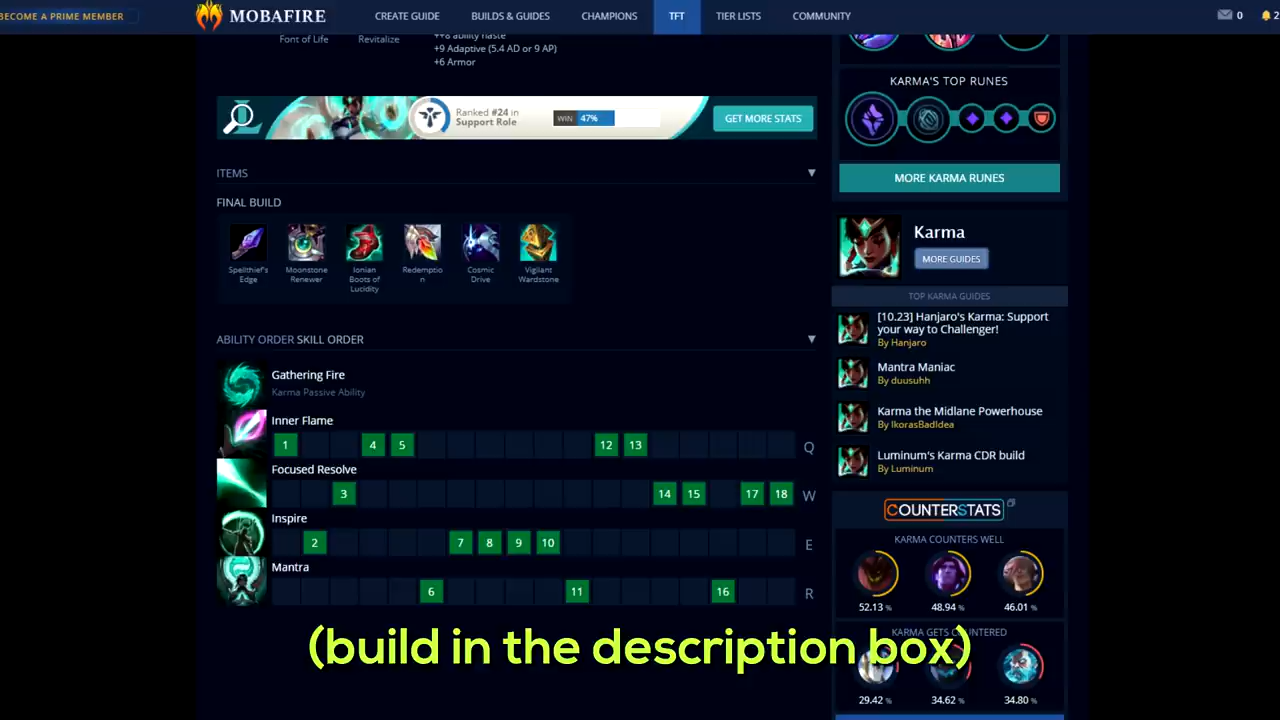 BECOME A PRIME MEMBER
MOBAFIRE
CREATE GUIDE
BUILDS & GUIDES
CHAMPIONS
TFT
TIER LISTS
COMMUNITY
0
2
Font of Life
Revitalize
+8 ability haste
+9 Adaptive (5.4 AD or 9 AP)
+6 Armor
Ranked #24 in
Support Role
WIN
47%
GET MORE STATS
ITEMS
FINAL BUILD
Spellthief's
Edge
Moonstone
Renewer
Ionian
Boots of
Lucidity
Redemptio
n
Cosmic
Drive
Vigilant
Wardstone
ABILITY ORDER SKILL ORDER
Gathering Fire
Karma Passive Ability
Inner Flame
1 4 5 12 13 Q
Focused Resolve
3 14 15 17 18 W
Inspire
2 7 8 9 10 E
Mantra
6 11 16 R
KARMA'S TOP RUNES
MORE KARMA RUNES
Karma
MORE GUIDES
TOP KARMA GUIDES
[10.23] Hanjaro's Karma: Support
your way to Challenger!
By Hanjaro
Mantra Maniac
By duusuhh
Karma the Midlane Powerhouse
By IkorasBadIdea
Luminum's Karma CDR build
By Luminum
COUNTERSTATS
KARMA COUNTERS WELL
52.13 %
48.94 %
46.01 %
KARMA GETS COUNTERED
29.42 %
34.62 %
34.80 %
(build in the description box)